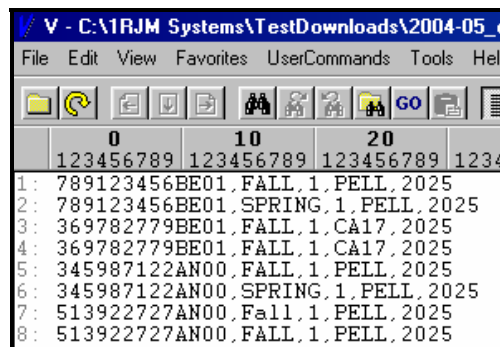 V - C:\1RJM Systems\TestDownloads\2004-05_
File Edit View Favorites UserCommands Tools Hel
GO
0 10 20
123456789 123456789 123456789 1234
1: 789123456BE01,FALL,1,PELL,2025
2: 789123456BE01,SPRING,1,PELL,2025
3: 369782779BE01,FALL,1,CA17,2025
4: 369782779BE01,FALL,1,CA17,2025
5: 345987122AN00,FALL,1,PELL,2025
6: 345987122AN00,SPRING,1,PELL,2025
7: 513922727AN00,Fall,1,PELL,2025
8: 513922727AN00,FALL,1,PELL,2025